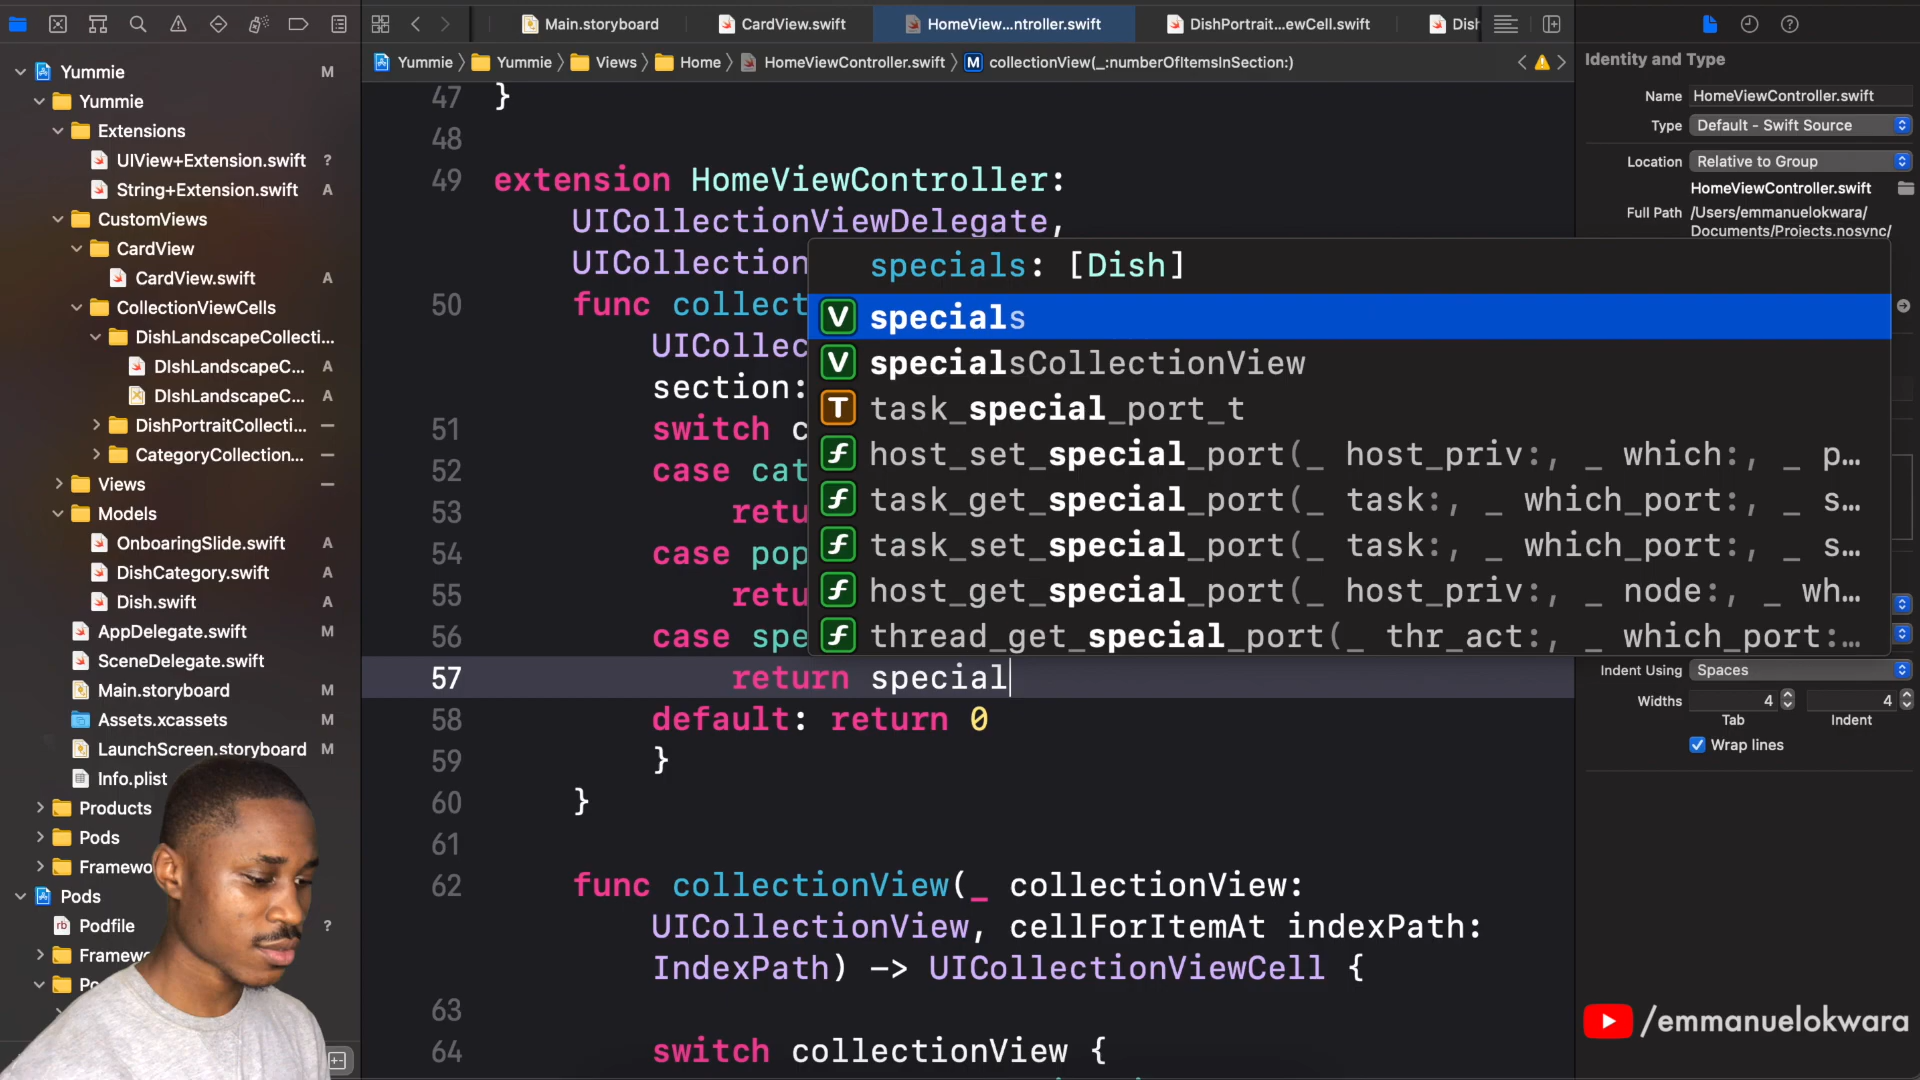 Main.storyboard
CardView.swift
HomeView...ntroller.swift
DishPortrait...ewCell.swift
Dish
Yummie
Yummie
Views
Home
HomeViewController.swift
M
collectionView(_:numberOfItemsInSection:)
Yummie M
Yummie
Extensions
UIView+Extension.swift ?
String+Extension.swift A
CustomViews
CardView
CardView.swift A
CollectionViewCells
DishLandscapeCollecti...
DIshLandscapeC... A
DIshLandscapeC... A
DishPortraitCollecti...
CategoryCollection...
Views
Models
OnboaringSlide.swift A
DishCategory.swift A
Dish.swift A
AppDelegate.swift M
SceneDelegate.swift
Main.storyboard M
Assets.xcassets M
LaunchScreen.storyboard M
Info.plist
Products
Pods
Framewo
Pods
rb Podfile ?
Framew
Po
47 }
48
49 extension HomeViewController:
UICollectionViewDelegate,
UICollection
50 func collect
UICollec
section:
51 switch c
52 case cat
53 retu
54 case pop
55 retu
56 case spe
57 return special
58 default: return 0
59 }
60 }
61
62 func collectionView(_ collectionView:
UICollectionView, cellForItemAt indexPath:
IndexPath) -> UICollectionViewCell {
63
64 switch collectionView {
specials: [Dish]
V specials
V specialsCollectionView
T task_special_port_t
f host_set_special_port(_ host_priv:, _ which:, _ p...
f task_get_special_port(_ task:, _ which_port:, _ s...
f task_set_special_port(_ task:, _ which_port:, _ s...
f host_get_special_port(_ host_priv:, _ node:, _ wh...
f thread_get_special_port(_ thr_act:, _ which_port:...
Identity and Type
Name HomeViewController.swift
Type Default - Swift Source
Location Relative to Group
HomeViewController.swift
Full Path /Users/emmanuelokwara/
Documents/Projects.nosync/
Indent Using Spaces
Widths 4 4
Tab Indent
Wrap lines
/emmanuelokwara